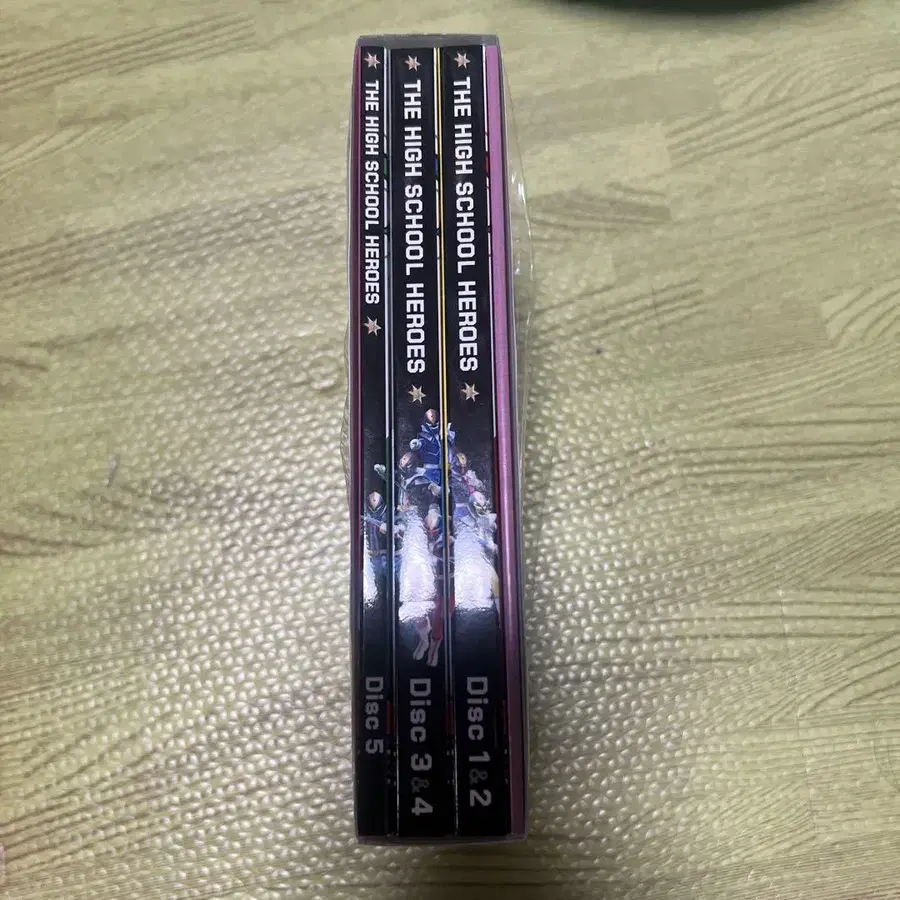 THE HIGH SCHOOL HEROES
Disc 5
THE HIGH SCHOOL HEROES
Disc 3 & 4
THE HIGH SCHOOL HEROES
Disc 1 & 2